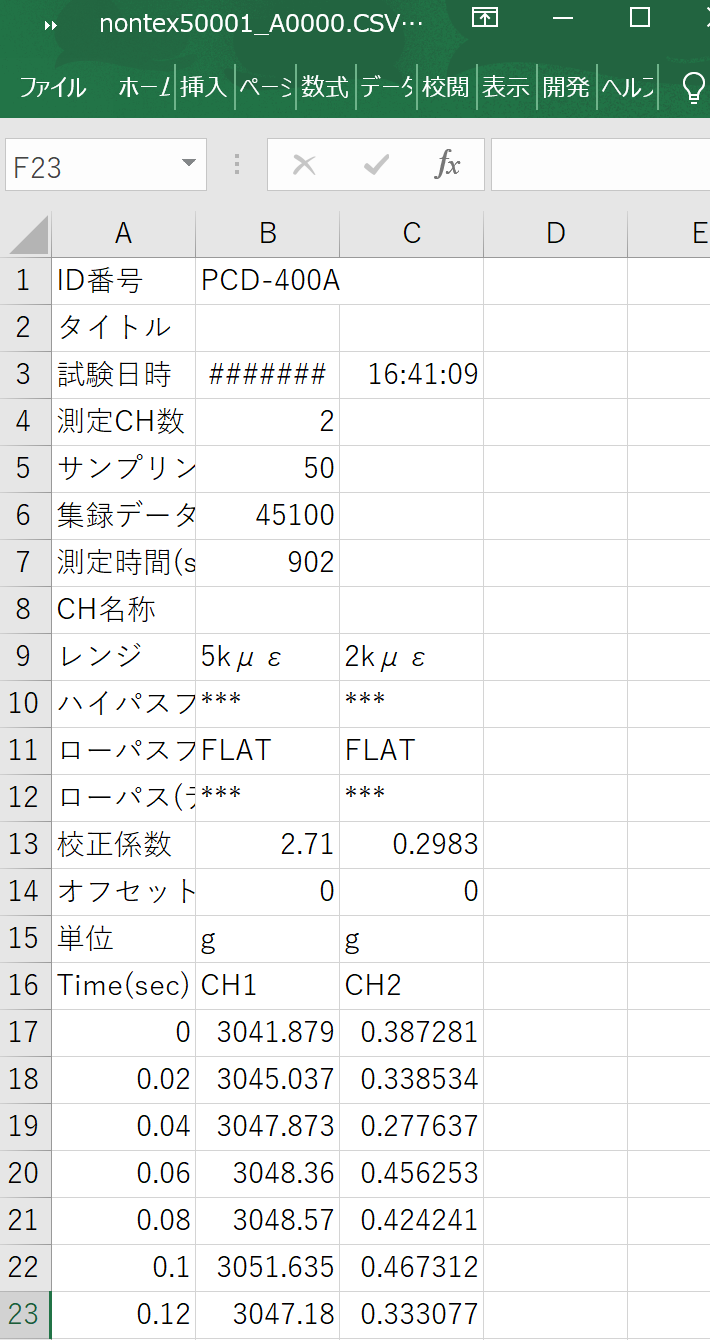 nontex50001_A0000.CSV…
ファイル ホーム 挿入 ページ 数式 データ 校閲 表示 開発 ヘルプ
F23 fx
A B C D E
1 ID番号 PCD-400A
2 タイトル
3 試験日時 ####### 16:41:09
4 測定CH数 2
5 サンプリン 50
6 集録データ 45100
7 測定時間(s 902
8 CH名称
9 レンジ 5kμε 2kμε
10 ハイパスフ *** ***
11 ローパスフ FLAT FLAT
12 ローパス(デ *** ***
13 校正係数 2.71 0.2983
14 オフセット 0 0
15 単位 g g
16 Time(sec) CH1 CH2
17 0 3041.879 0.387281
18 0.02 3045.037 0.338534
19 0.04 3047.873 0.277637
20 0.06 3048.36 0.456253
21 0.08 3048.57 0.424241
22 0.1 3051.635 0.467312
23 0.12 3047.18 0.333077